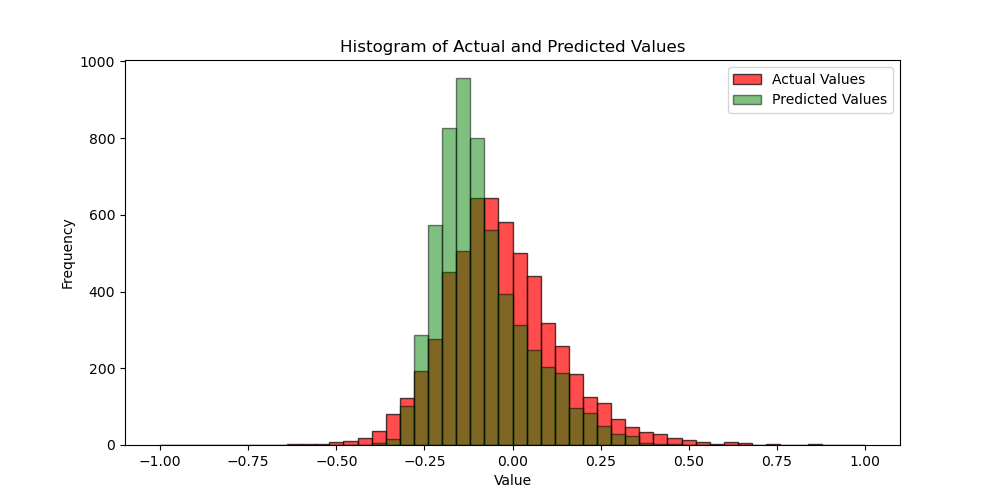 Histogram of Actual and Predicted Values
Actual Values
Predicted Values
1000
800
600
400
200
0
Frequency
−1.00 −0.75 −0.50 −0.25 0.00 0.25 0.50 0.75 1.00
Value